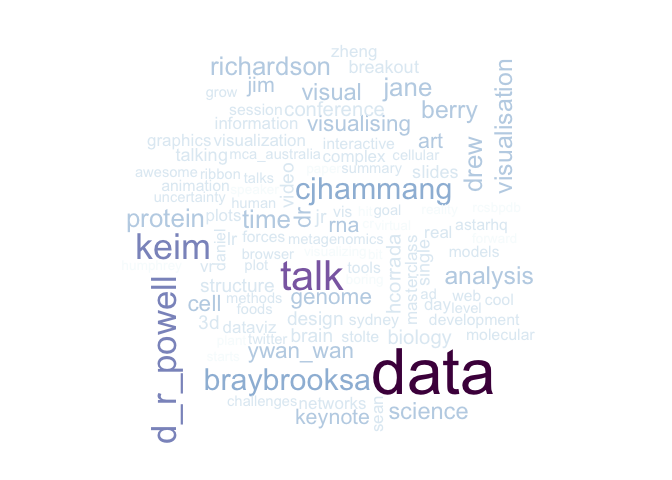 zheng
richardson
breakout
jim
jane
grow
visual
session
conference
berry
visualisation
information
visualising
graphics
visualization
interactive
art
drew
talking
mca_australia
complex
cellular
awesome
ribbon
talks
video
summary
slides
animation
cjhammang
uncertainty
human
protein
plots
time
dr
jr
vis
goal
rna
real
astarhq
keim
daniel
lr
forces
metagenomics
hcorrada
masterclass
single
models
browser
vr
plot
talk
tools
analysis
structure
genome
cell
methods
foods
ad
day
web
level
cool
d_r_powell
3d
dataviz
design
sydney
development
twitter
brain
stolte
biology
molecular
ywan_wan
braybrooksa
data
challenges
networks
keynote
sean
science